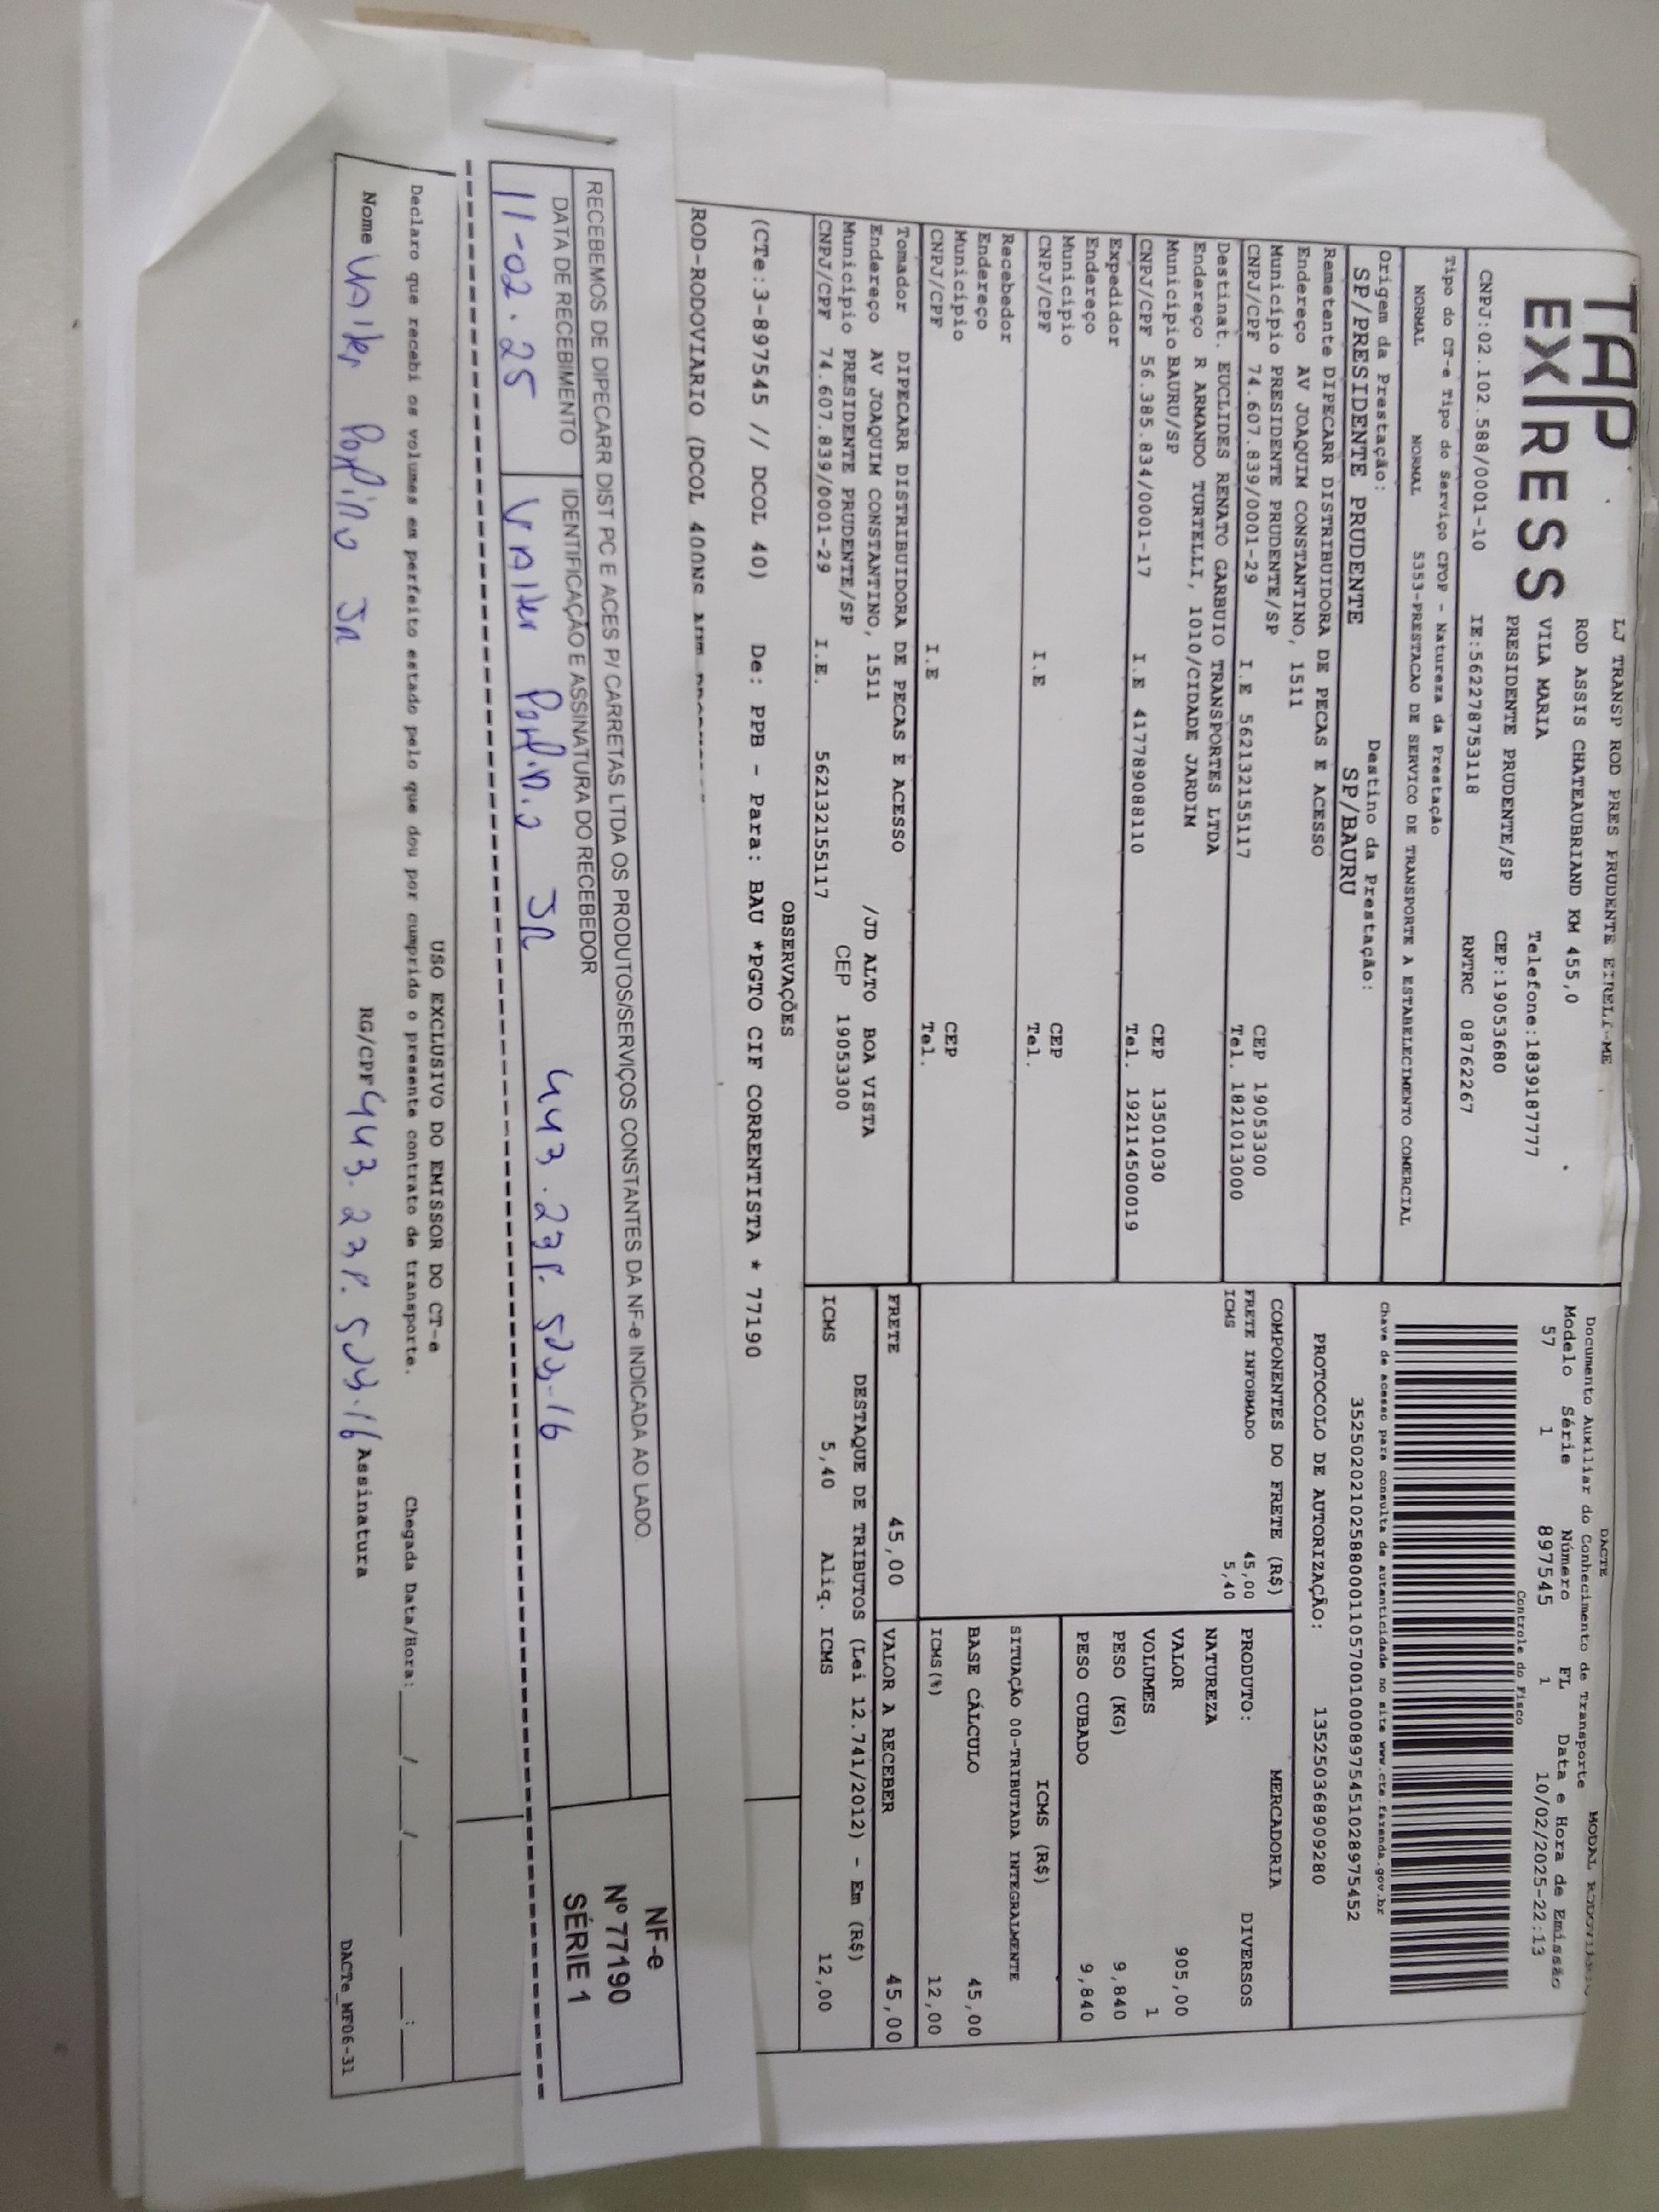 TAP EXPRESS
LJ TRANSP ROD PRES PRUDENTE EIRELI-ME
ROD ASSIS CHATEAUBRIAND KM 455,0
VILA MARIA Telefone:1839187777
PRESIDENTE PRUDENTE/SP CEP:19053680
CNPJ:02.102.588/0001-10 IE:562278753118 RNTRC 08762267
Tipo do CT-e Tipo do Serviço CFOP - Natureza da Prestação
NORMAL NORMAL 5353-PRESTACAO DE SERVICO DE TRANSPORTE A ESTABELECIMENTO COMERCIAL
Origem da Prestação: Destino da Prestação:
SP/PRESIDENTE PRUDENTE SP/BAURU
Remetente DIPECARR DISTRIBUIDORA DE PECAS E ACESSO
Endereço AV JOAQUIM CONSTANTINO, 1511
Município PRESIDENTE PRUDENTE/SP CEP 19053300
CNPJ/CPF 74.607.839/0001-29 I.E 562132155117 Tel. 1821013000
Destinat. EUCLIDES RENATO GARBUIO TRANSPORTES LTDA
Endereço R ARMANDO TURTELLI, 1010/CIDADE JARDIM
Município BAURU/SP CEP 13501030
CNPJ/CPF 56.385.834/0001-17 I.E 417789088110 Tel. 192114500019
Expedidor
Endereço
Município CEP
CNPJ/CPF I.E Tel.
Recebedor
Endereço
Município CEP
CNPJ/CPF I.E Tel.
Tomador DIPECARR DISTRIBUIDORA DE PECAS E ACESSO
Endereço AV JOAQUIM CONSTANTINO, 1511 /JD ALTO BOA VISTA
Município PRESIDENTE PRUDENTE/SP CEP 19053300
CNPJ/CPF 74.607.839/0001-29 I.E. 562132155117
DACTE MODAL
Documento Auxiliar do Conhecimento de Transporte
Modelo Série Número FL Data e Hora de Emissão
57 1 897545 1 10/02/2025-22:13
Controle do Fisco
Chave de acesso para consulta de autenticidade no site www.cte.fazenda.gov.br
35250202102588000110570010008975451028975452
PROTOCOLO DE AUTORIZAÇÃO: 135250368909280
COMPONENTES DO FRETE (R$)
FRETE INFORMADO 45,00
ICMS 5,40
MERCADORIA
PRODUTO: DIVERSOS
NATUREZA
VALOR 905,00
VOLUMES 1
PESO (KG) 9,840
PESO CUBADO 9,840
ICMS (R$)
SITUAÇÃO 00-TRIBUTADA INTEGRALMENTE
BASE CÁLCULO 45,00
ICMS(%) 12,00
FRETE 45,00 VALOR A RECEBER 45,00
DESTAQUE DE TRIBUTOS (Lei 12.741/2012) - Em (R$)
ICMS 5,40 Aliq. ICMS 12,00
OBSERVAÇÕES
(CTe:3-897545 // DCOL 40) De: PPB - Para: BAU *PGTO CIF CORRENTISTA * 77190
ROD-RODOVIARIO (DCOL
RECEBEMOS DE DIPECARR DIST PC E ACES P/ CARRETAS LTDA OS PRODUTOS/SERVIÇOS CONSTANTES DA NF-e INDICADA AO LADO.
DATA DE RECEBIMENTO IDENTIFICAÇÃO E ASSINATURA DO RECEBEDOR
11-02.25 VAlter JR
NF-e
Nº 77190
SÉRIE 1
USO EXCLUSIVO DO EMISSOR DO CT-e
Declaro que recebi os volumes em perfeito estado pelo que dou por cumprido o presente contrato de transporte. Chegada Data/Hora:___/___/___ __:__
Nome VAlter JR RG/CPF Assinatura
DACTe_MF06-31